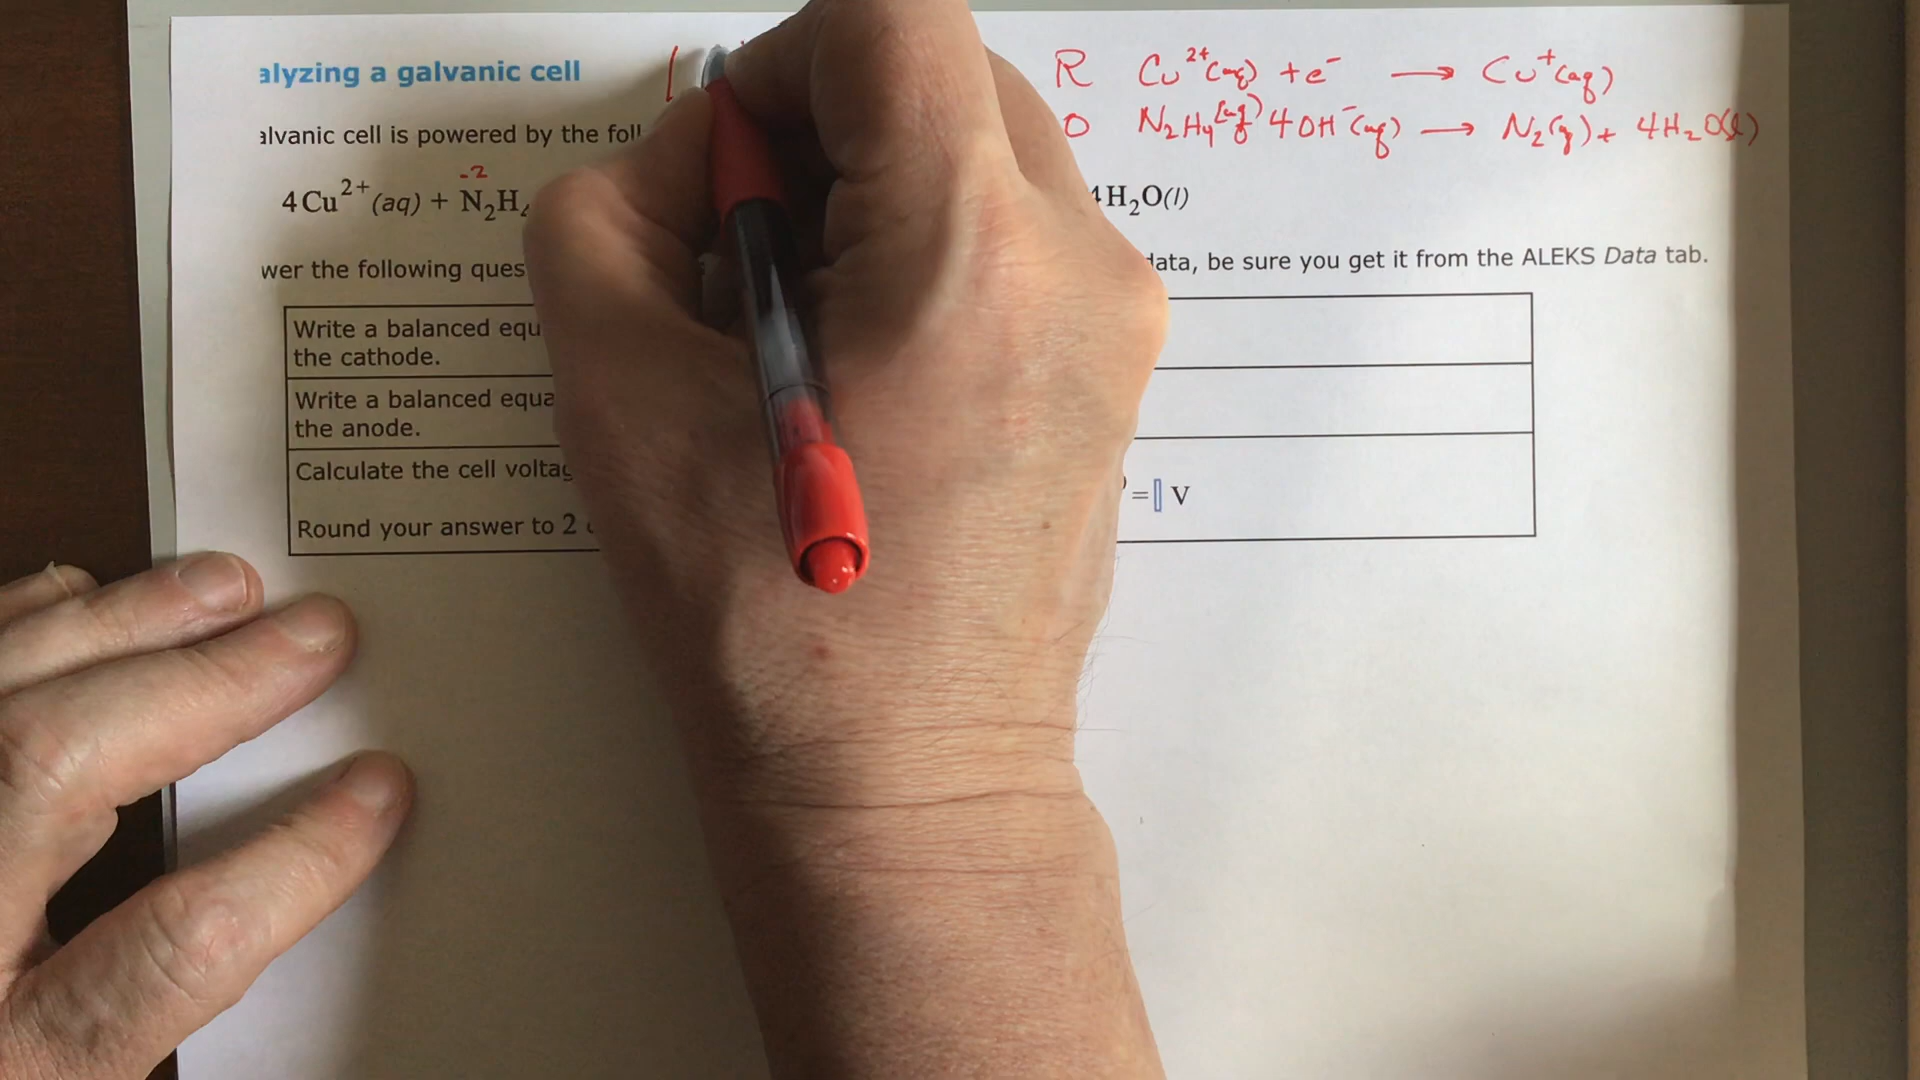 alyzing a galvanic cell
R Cu²⁺(aq) + e⁻ → Cu⁺(aq)
alvanic cell is powered by the foll
O N₂H₄(aq) 4OH⁻(aq) → N₂(g) + 4H₂O(l)
-2
4Cu²⁺(aq) + N₂H₄ 4H₂O(l)
wer the following ques data, be sure you get it from the ALEKS Data tab.
Write a balanced equ
the cathode.
Write a balanced equa
the anode.
Calculate the cell voltag
= V
Round your answer to 2